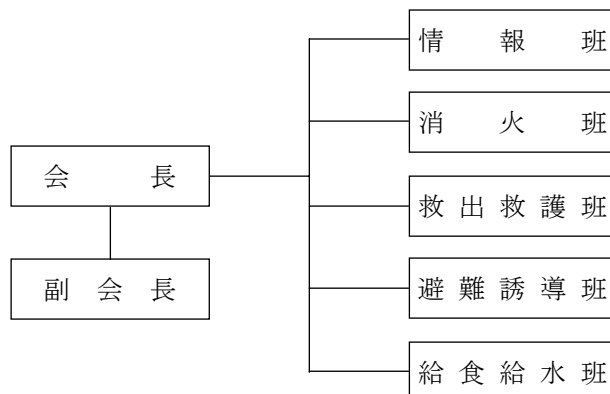 情報班
消火班
会長
救出救護班
副会長
避難誘導班
給食給水班